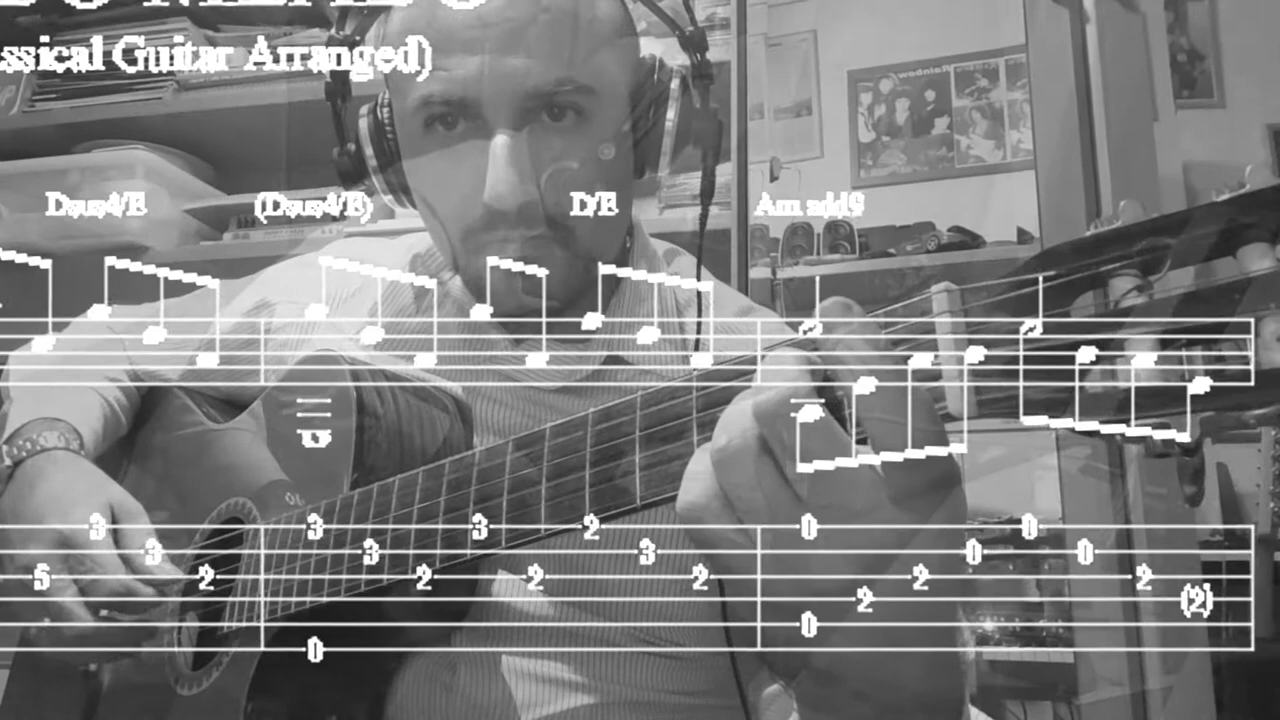 ssical Guitar Arranged)
Rainbow
Dsus4/E (Dsus4/E) D/E Am add9
3 3 3 2 0 0
3 3 3 0 0
5 2 2 2 2 2 2
2 (2)
0
0